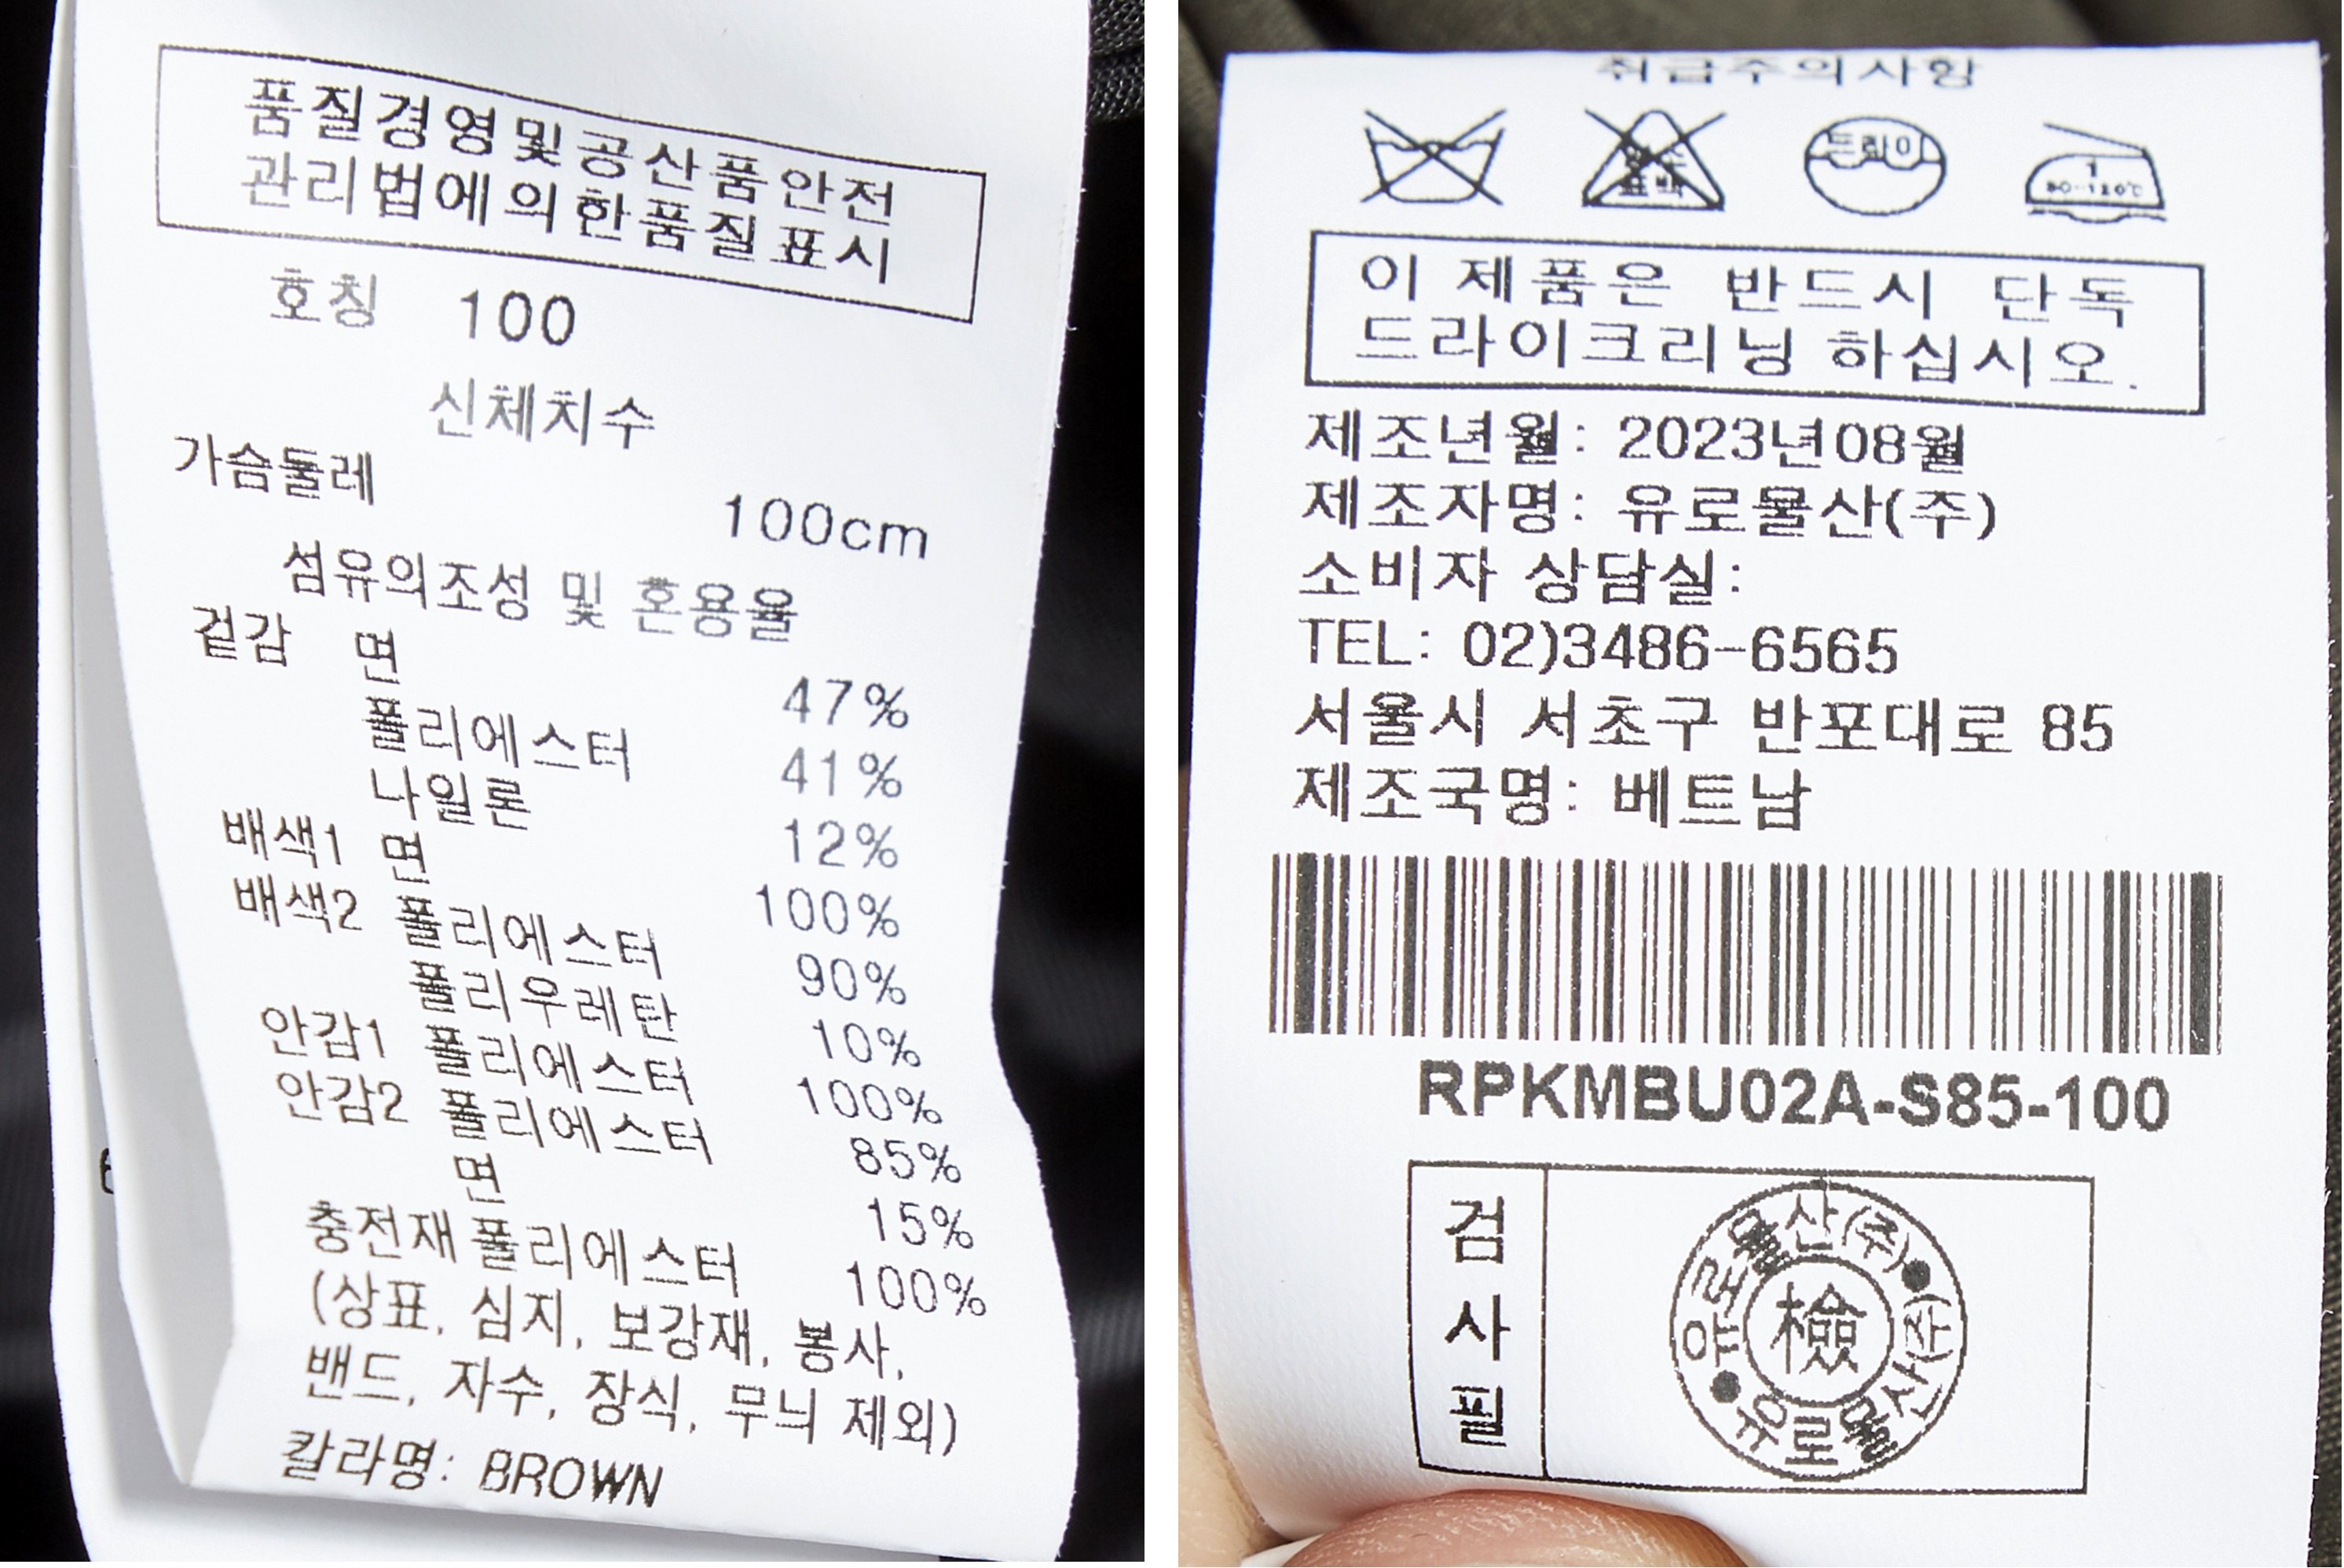 품질경영및공산품안전
관리법에의한품질표시
호칭 100
신체치수
가슴둘레 100cm
섬유의조성 및 혼용율
겉감 면 47%
폴리에스터 41%
나일론 12%
배색1 면 100%
배색2 폴리에스터 90%
폴리우레탄 10%
안감1 폴리에스터 100%
안감2 폴리에스터 85%
면 15%
충전재 폴리에스터 100%
(상표, 심지, 보강재, 봉사,
밴드, 자수, 장식, 무늬 제외)
칼라명: BROWN
취급주의사항
염소
표백
드라이
1
80~120℃
이 제품은 반드시 단독
드라이크리닝 하십시오.
제조년월: 2023년08월
제조자명: 유로물산(주)
소비자 상담실:
TEL: 02)3486-6565
서울시 서초구 반포대로 85
제조국명: 베트남
RPKMBU02A-S85-100
검사필
유로물산(주)
檢